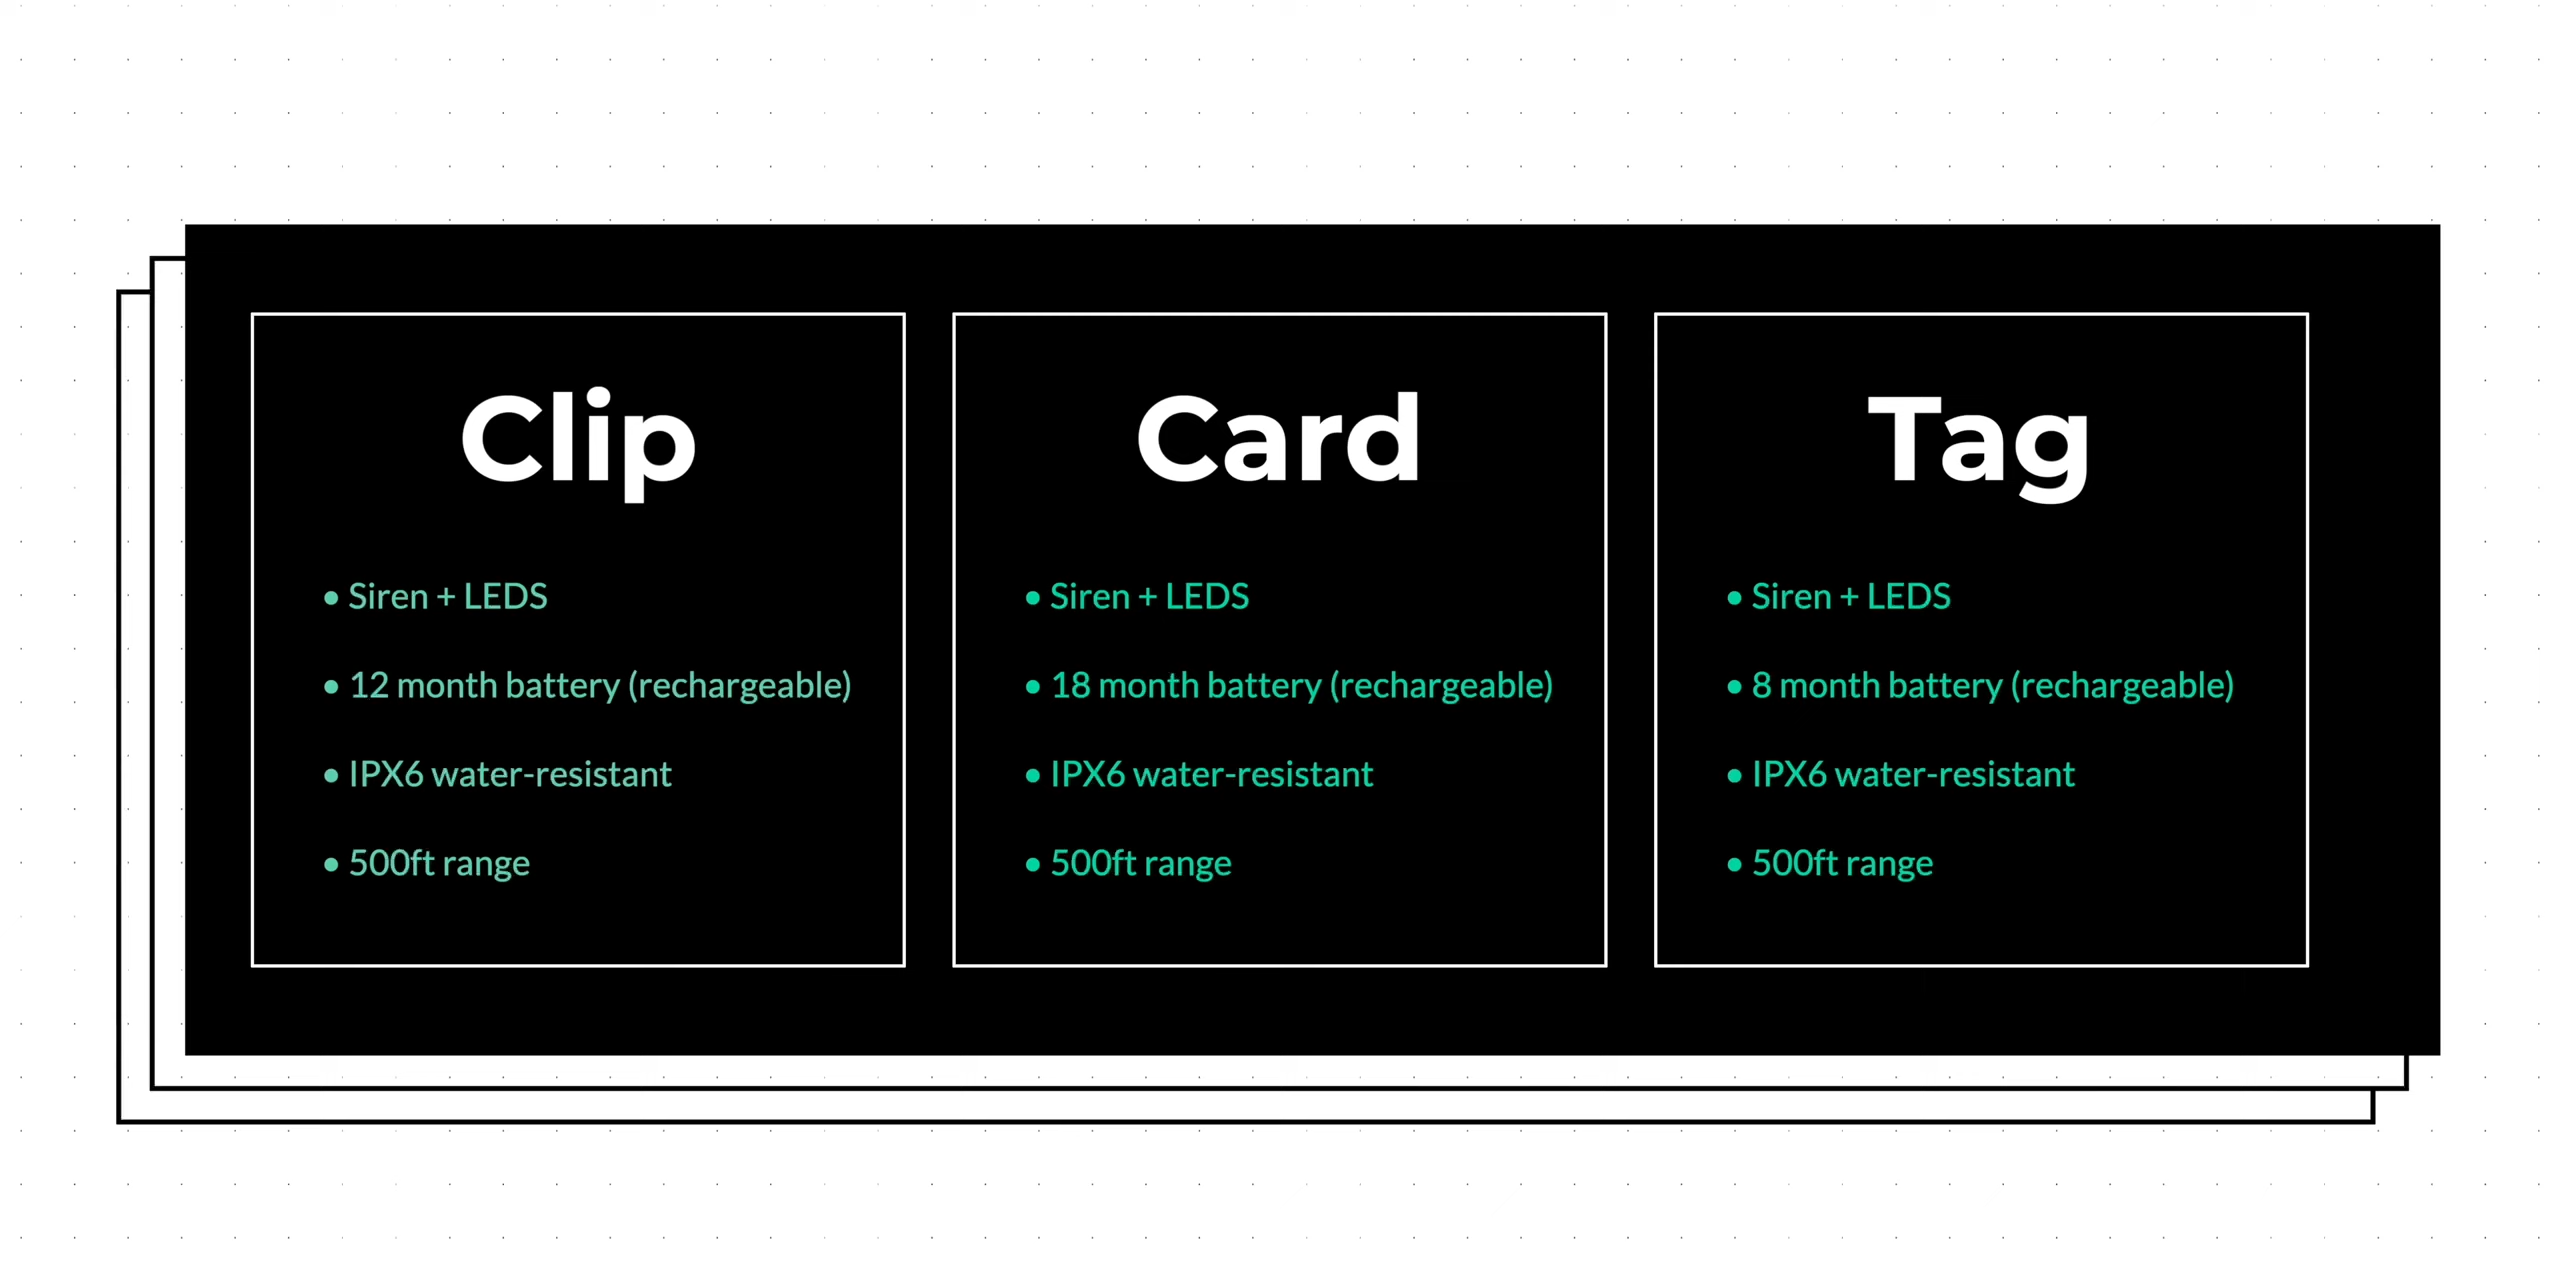 Clip
• Siren + LEDS
• 12 month battery (rechargeable)
• IPX6 water-resistant
• 500ft range
Card
• Siren + LEDS
• 18 month battery (rechargeable)
• IPX6 water-resistant
• 500ft range
Tag
• Siren + LEDS
• 8 month battery (rechargeable)
• IPX6 water-resistant
• 500ft range